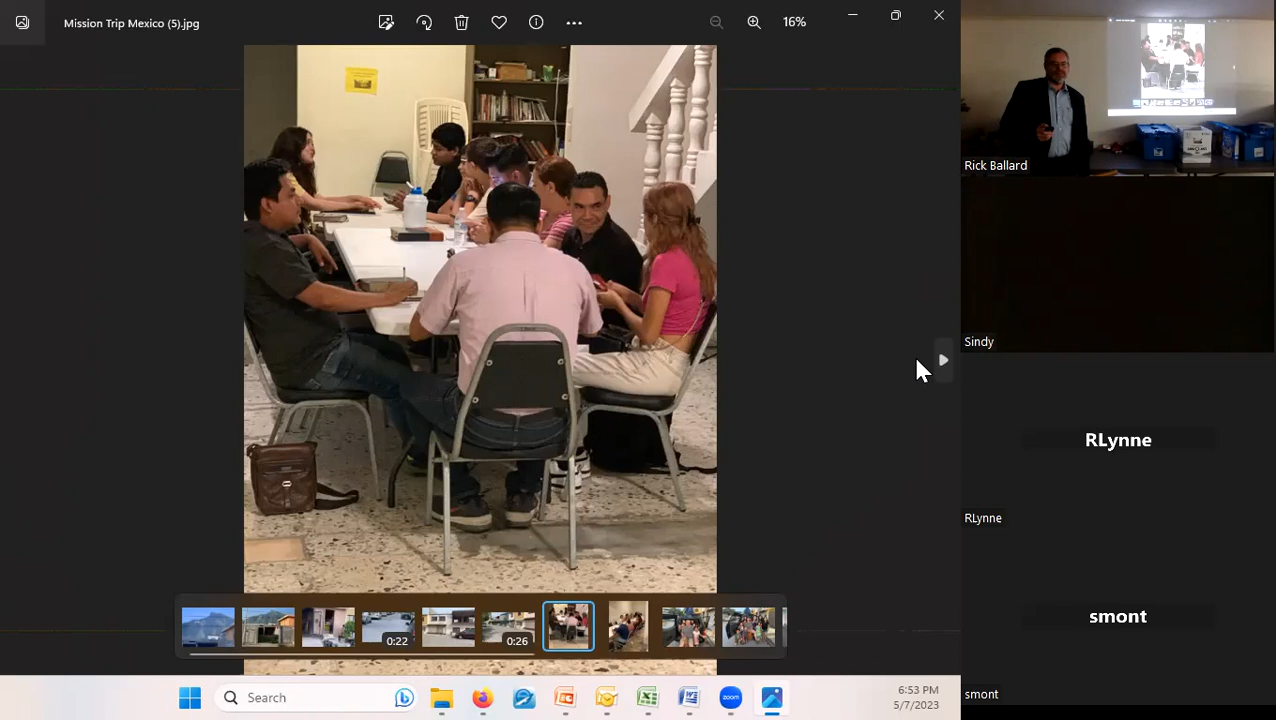 Mission Trip Mexico (5).jpg
16%
Rick Ballard
Sindy
RLynne
RLynne
smont
smont
0:22
0:26
Search
zoom
6:53 PM
5/7/2023